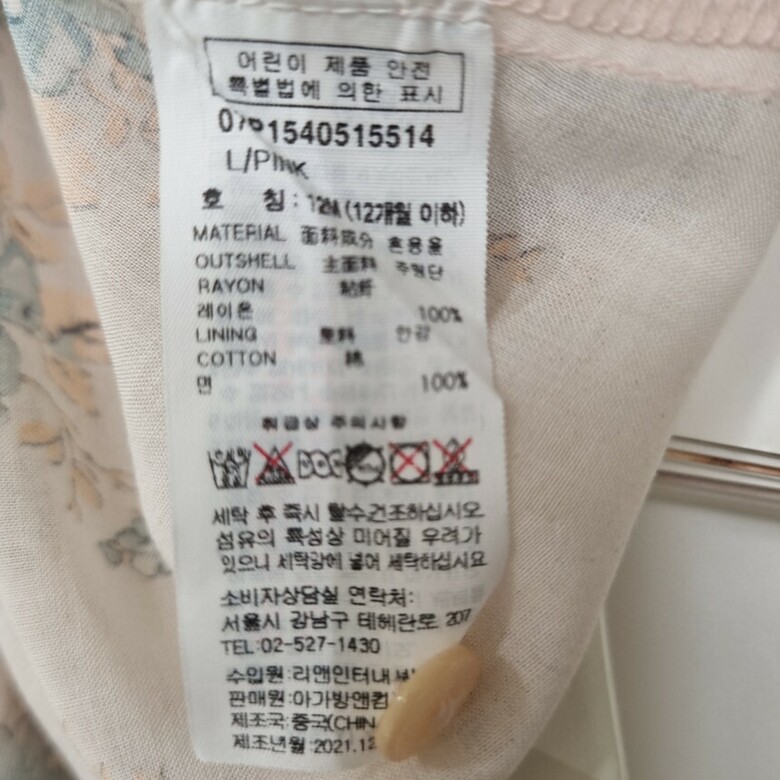 어린이 제품 안전
특별법에 의한 표시
0791540515514
L/PINK
호 칭 : 12M (12개월 이하)
MATERIAL 面料成分 혼용율
OUTSHELL 主面料 주원단
RAYON 粘纤
레이온 100%
LINING 里料 안감
COTTON 綿
면 100%
취급상 주의사항
세탁 후 즉시 탈수건조하십시오
섬유의 특성상 미어질 우려가
있으니 세탁망에 넣어 세탁하십시요
소비자상담실 연락처:
서울시 강남구 테헤란로 207
TEL:02-527-1430
수입원:리앤인터내셔
판매원:아가방앤컴
제조국:중국(CHIN
제조년월:2021.12